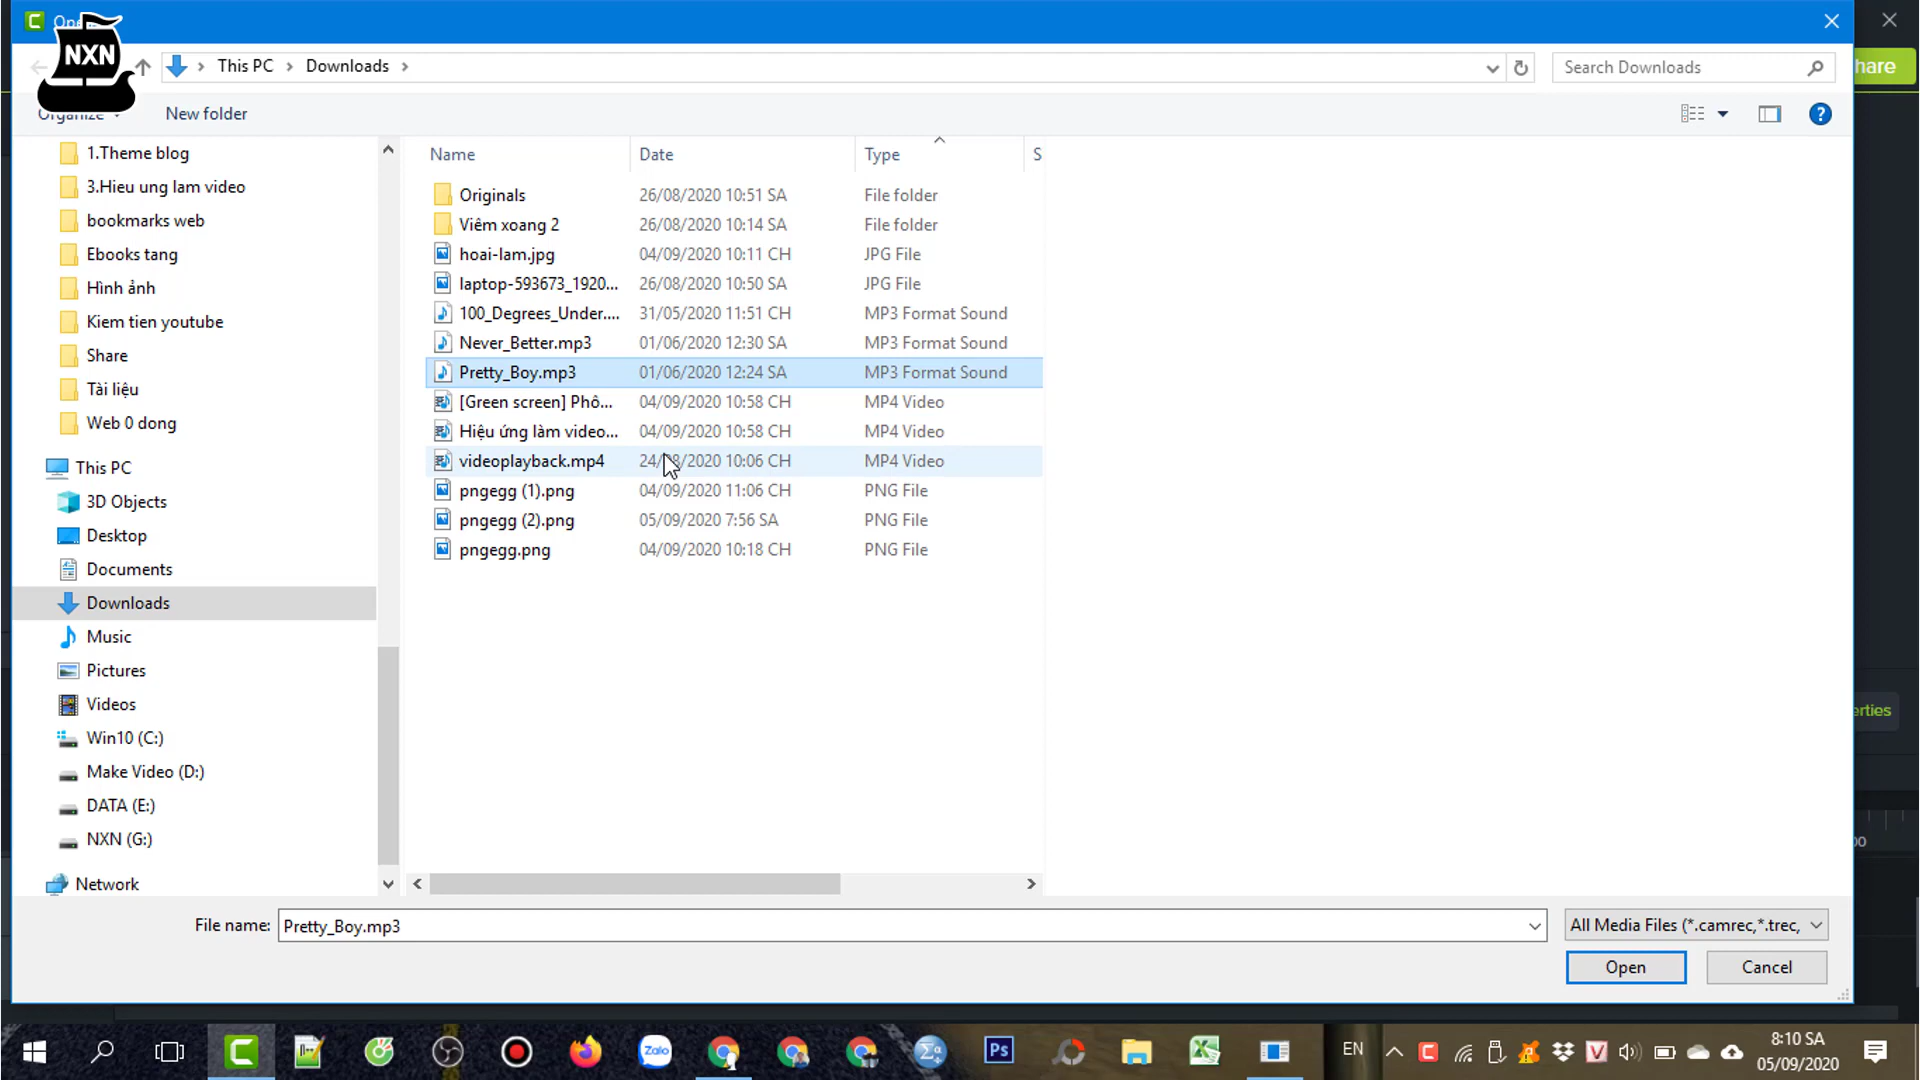 NXN
This PC > Downloads >
Search Downloads
hare
Organize
New folder
1.Theme blog
3.Hieu ung lam video
bookmarks web
Ebooks tang
Hình ảnh
Kiem tien youtube
Share
Tài liệu
Web 0 dong
This PC
3D Objects
Desktop
Documents
Downloads
Music
Pictures
Videos
Win10 (C:)
Make Video (D:)
DATA (E:)
NXN (G:)
Network
Name Date Type S
Originals 26/08/2020 10:51 SA File folder
Viêm xoang 2 26/08/2020 10:14 SA File folder
hoai-lam.jpg 04/09/2020 10:11 CH JPG File
laptop-593673_1920... 26/08/2020 10:50 SA JPG File
100_Degrees_Under.... 31/05/2020 11:51 CH MP3 Format Sound
Never_Better.mp3 01/06/2020 12:30 SA MP3 Format Sound
Pretty_Boy.mp3 01/06/2020 12:24 SA MP3 Format Sound
[Green screen] Phô... 04/09/2020 10:58 CH MP4 Video
Hiệu ứng làm video... 04/09/2020 10:58 CH MP4 Video
videoplayback.mp4 24/08/2020 10:06 CH MP4 Video
pngegg (1).png 04/09/2020 11:06 CH PNG File
pngegg (2).png 05/09/2020 7:56 SA PNG File
pngegg.png 04/09/2020 10:18 CH PNG File
erties
00
File name: Pretty_Boy.mp3
All Media Files (*.camrec,*.trec,
Open
Cancel
Zalo
Ps
EN
8:10 SA
05/09/2020